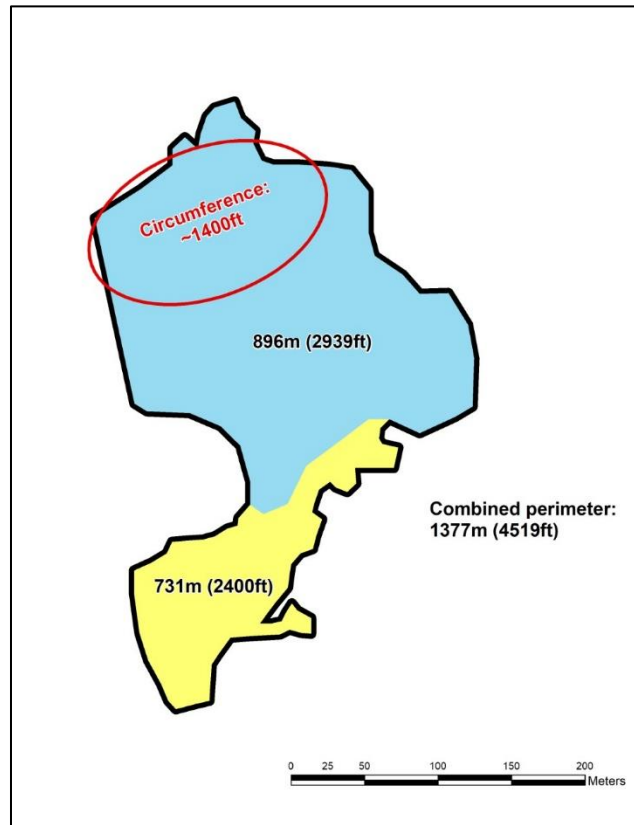 Circumference:
~1400ft
896m (2939ft)
Combined perimeter:
1377m (4519ft)
731m (2400ft)
0 25 50 100 150 200
Meters